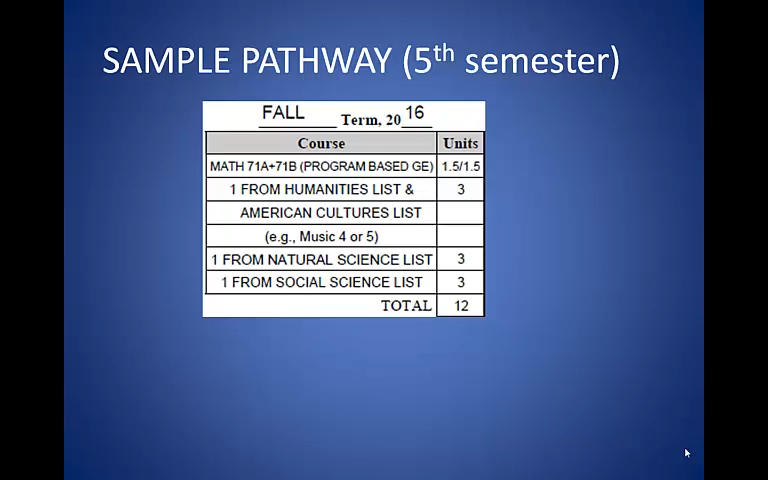 SAMPLE PATHWAY (5th semester)
FALL Term, 20 16
Course Units
MATH 71A+71B (PROGRAM BASED GE) 1.5/1.5
1 FROM HUMANITIES LIST & 3
AMERICAN CULTURES LIST
(e.g., Music 4 or 5)
1 FROM NATURAL SCIENCE LIST 3
1 FROM SOCIAL SCIENCE LIST 3
TOTAL 12